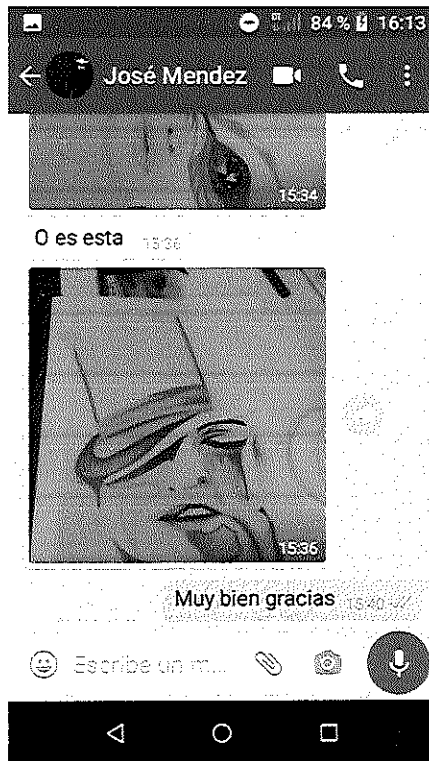 84 % 16:13
José Mendez
15:34
O es esta 15:36
15:36
Muy bien gracias 15:40
Escribe un m...